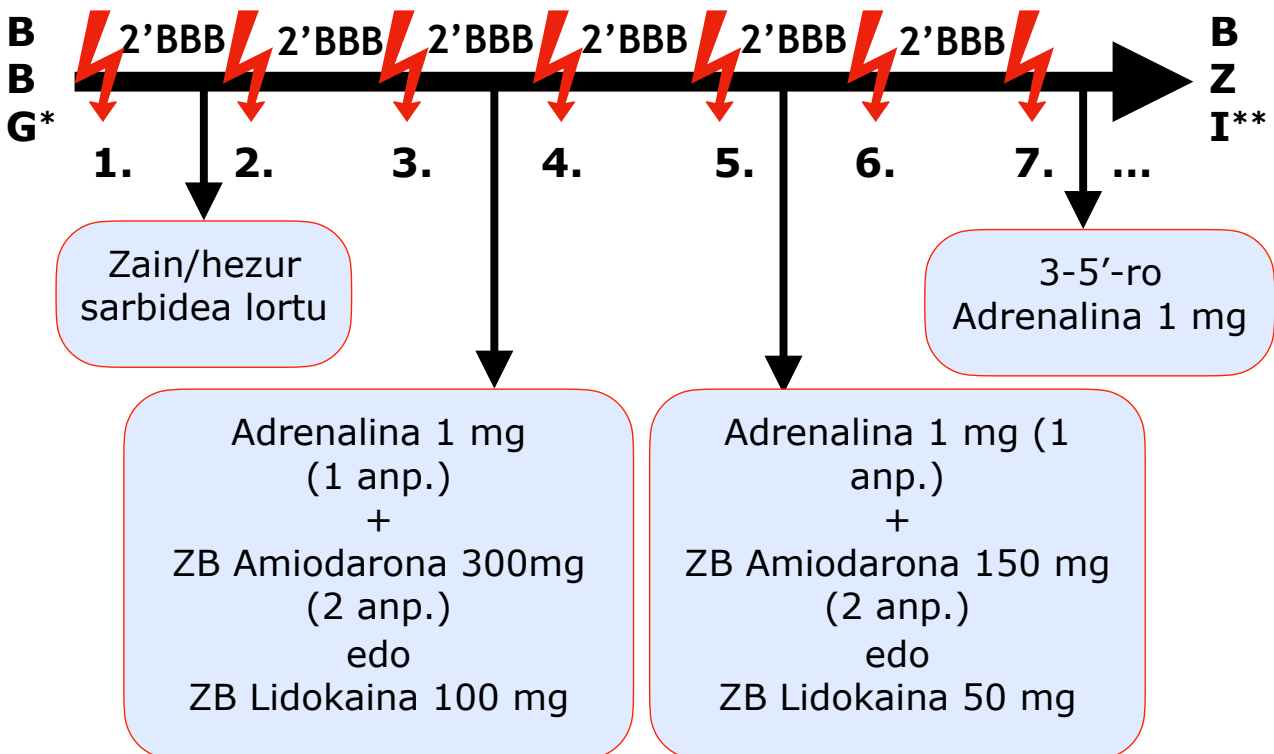 B
B
G*
2’BBB
2’BBB
2’BBB
2’BBB
2’BBB
2’BBB
B
Z
I**
1.
2.
3.
4.
5.
6.
7.
...
Zain/hezur
sarbidea lortu
3-5’-ro
Adrenalina 1 mg
Adrenalina 1 mg
(1 anp.)
+
ZB Amiodarona 300mg
(2 anp.)
edo
ZB Lidokaina 100 mg
Adrenalina 1 mg (1
anp.)
+
ZB Amiodarona 150 mg
(2 anp.)
edo
ZB Lidokaina 50 mg